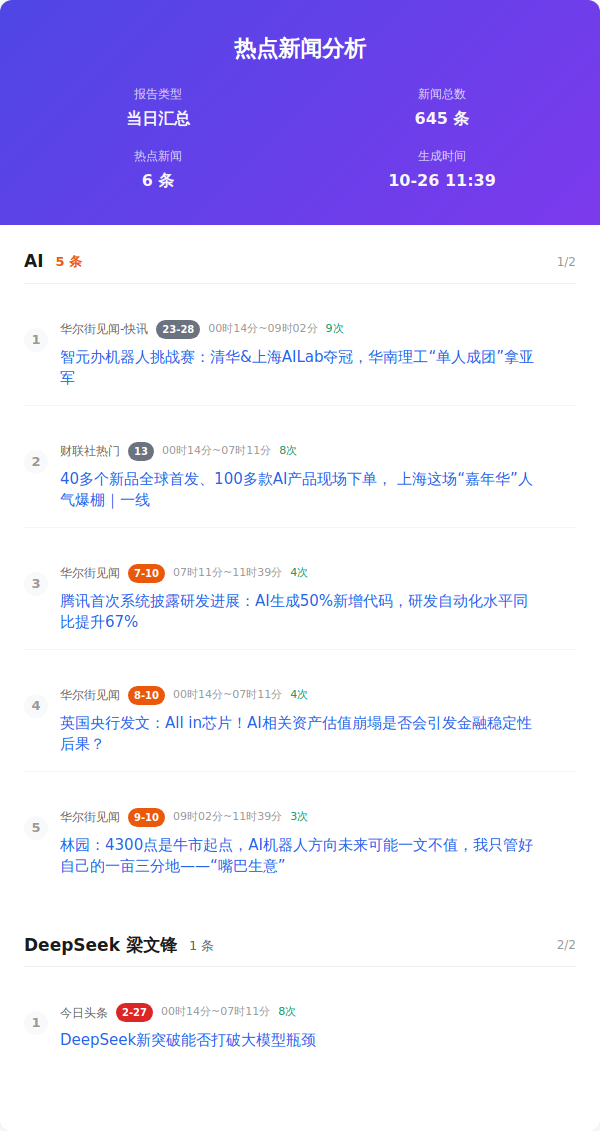 热点新闻分析
报告类型
新闻总数
当日汇总
645 条
热点新闻
生成时间
6 条
10-26 11:39
AI 5 条 1/2
1
华尔街见闻-快讯 23-28 00时14分~09时02分 9次
智元办机器人挑战赛：清华&上海AILab夺冠，华南理工“单人成团”拿亚
军
2
财联社热门 13 00时14分~07时11分 8次
40多个新品全球首发、100多款AI产品现场下单， 上海这场“嘉年华”人
气爆棚｜一线
3
华尔街见闻 7-10 07时11分~11时39分 4次
腾讯首次系统披露研发进展：AI生成50%新增代码，研发自动化水平同
比提升67%
4
华尔街见闻 8-10 00时14分~07时11分 4次
英国央行发文：All in芯片！AI相关资产估值崩塌是否会引发金融稳定性
后果？
5
华尔街见闻 9-10 09时02分~11时39分 3次
林园：4300点是牛市起点，AI机器人方向未来可能一文不值，我只管好
自己的一亩三分地——“嘴巴生意”
DeepSeek 梁文锋 1 条 2/2
1
今日头条 2-27 00时14分~07时11分 8次
DeepSeek新突破能否打破大模型瓶颈